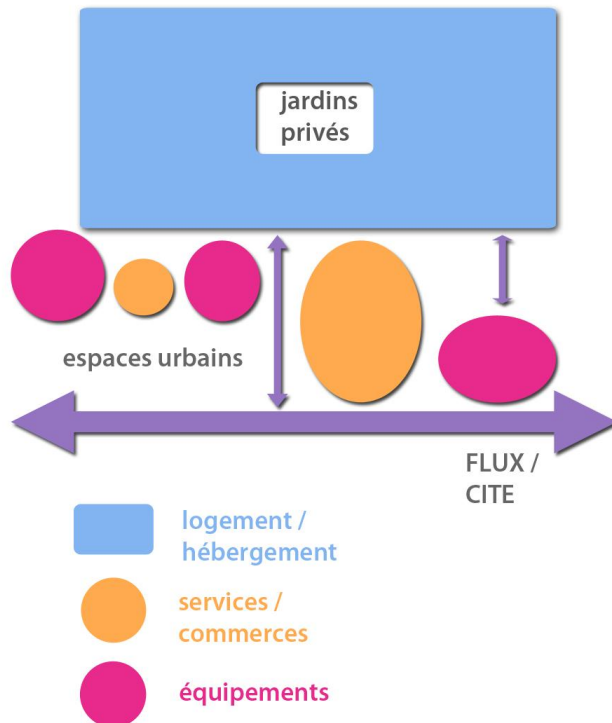 jardins
privés
espaces urbains
FLUX /
CITE
logement /
hébergement
services /
commerces
équipements